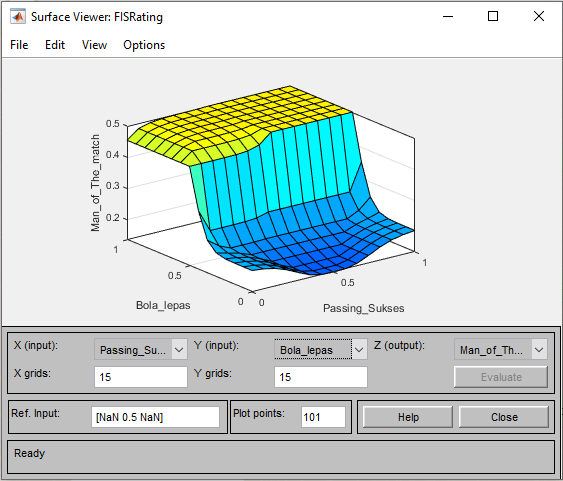 Surface Viewer: FISRating
File Edit View Options
0.5
0.4
0.3
0.2
Man_of_The_match
1
0.5
0
Bola_lepas
0
0.5
1
Passing_Sukses
X (input): Passing_Su... Y (input): Bola_lepas Z (output): Man_of_Th...
X grids: 15 Y grids: 15 Evaluate
Ref. Input: [NaN 0.5 NaN] Plot points: 101 Help Close
Ready